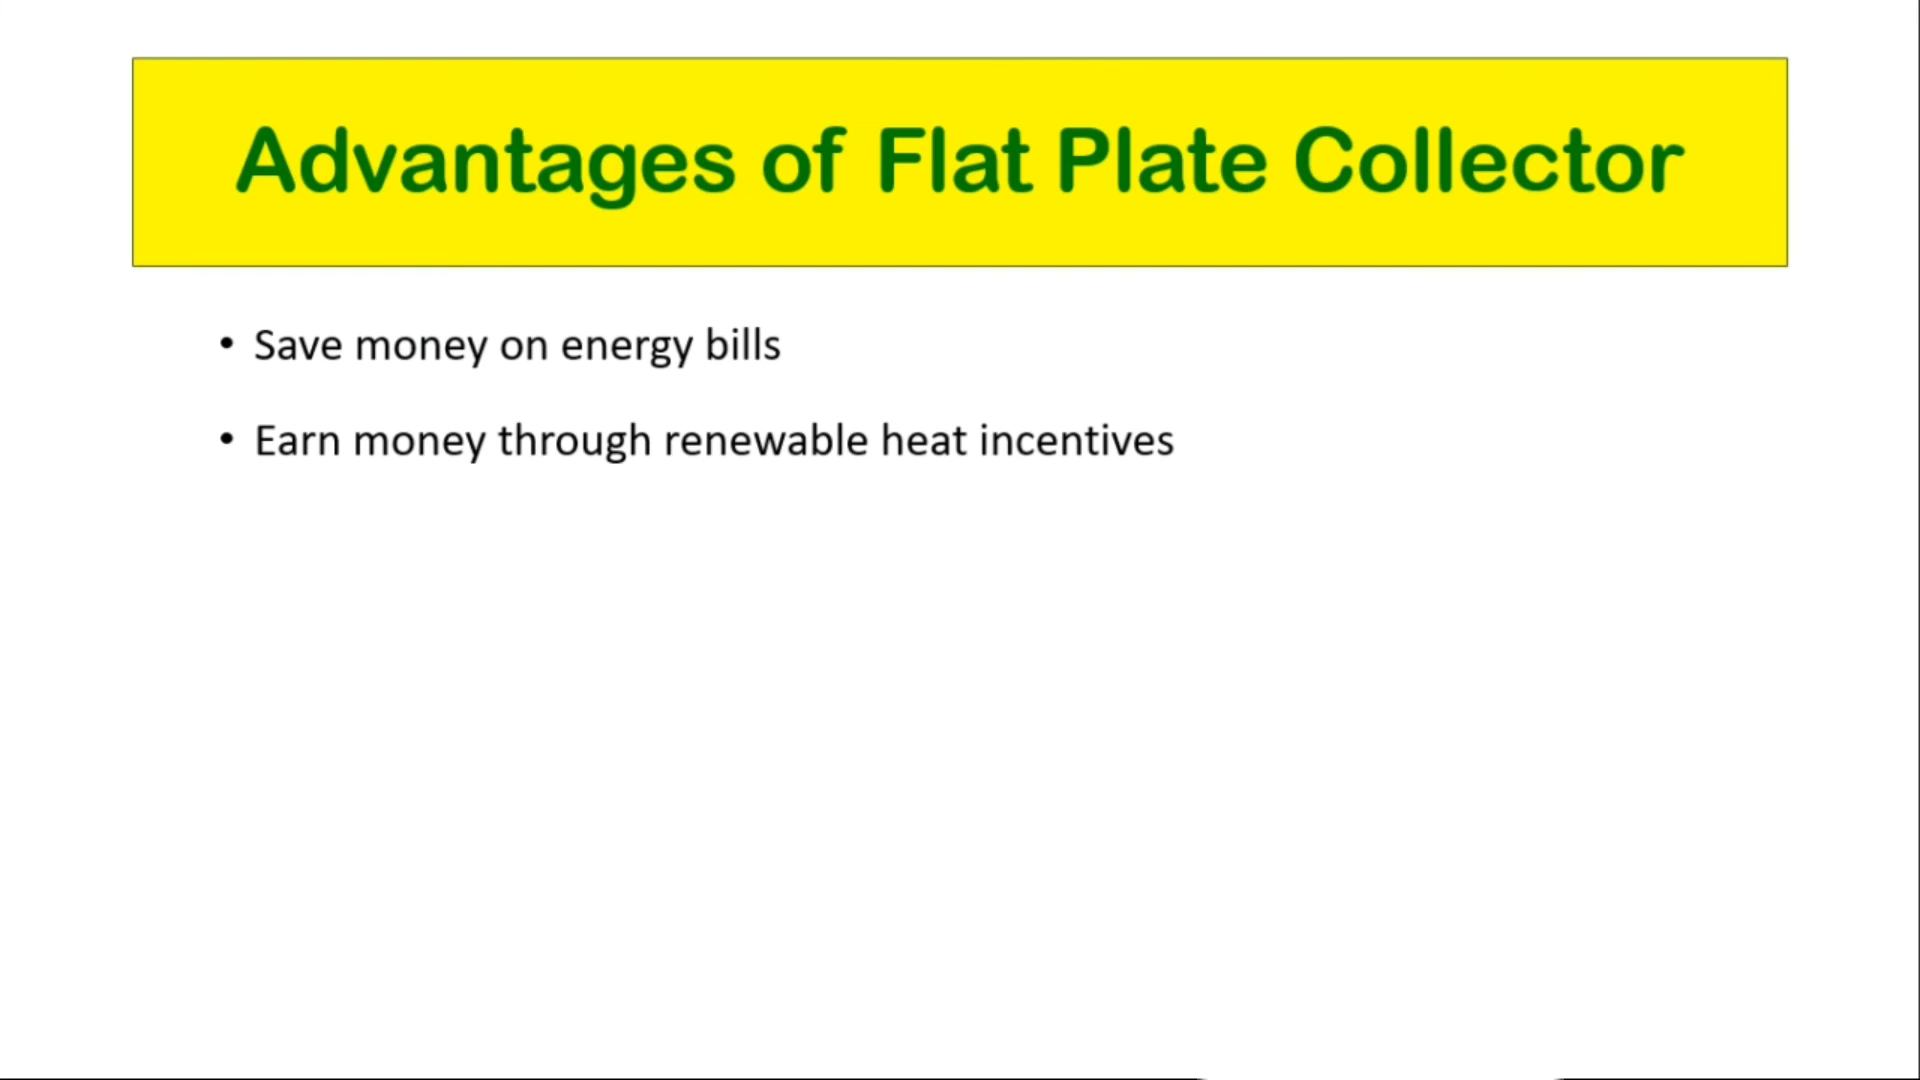 Advantages of Flat Plate Collector
• Save money on energy bills
• Earn money through renewable heat incentives